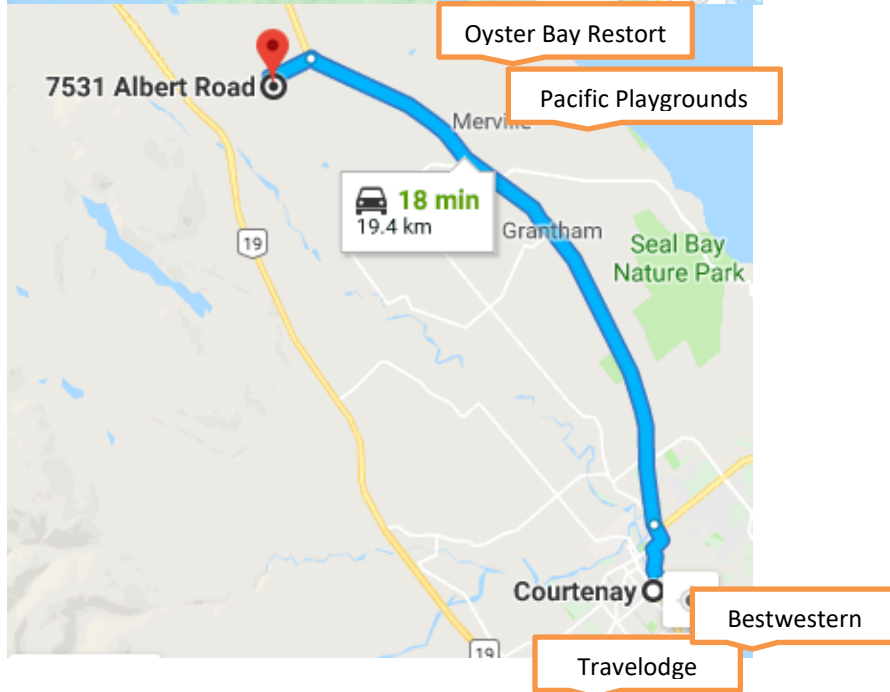 Oyster Bay Restort
7531 Albert Road
Pacific Playgrounds
Merville
18 min
19.4 km
19
Grantham
Seal Bay
Nature Park
Courtenay
Bestwestern
19
Travelodge